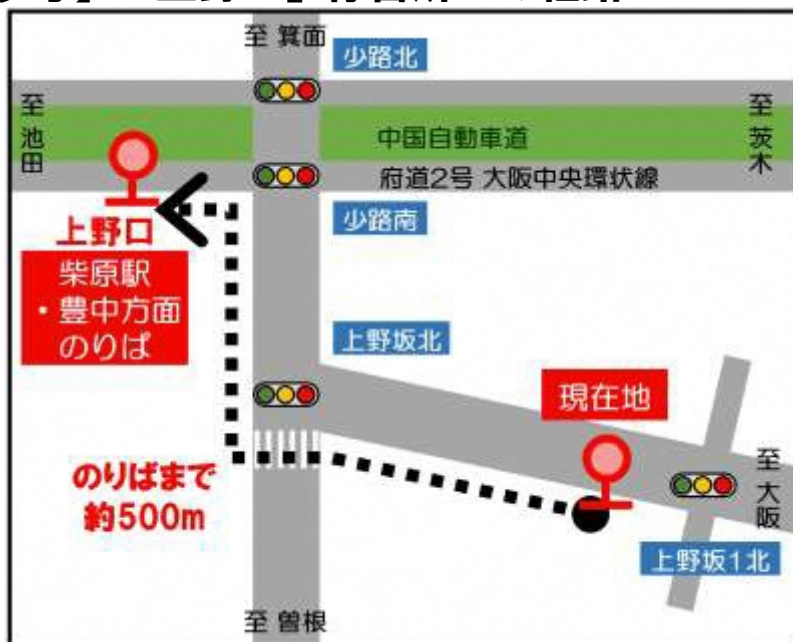 至 箕面
少路北
至 池田
中国自動車道
至 茨木
府道2号 大阪中央環状線
上野口
少路南
柴原駅
・豊中方面
のりば
上野坂北
現在地
のりばまで
約500m
至 大阪
上野坂1北
至 曽根